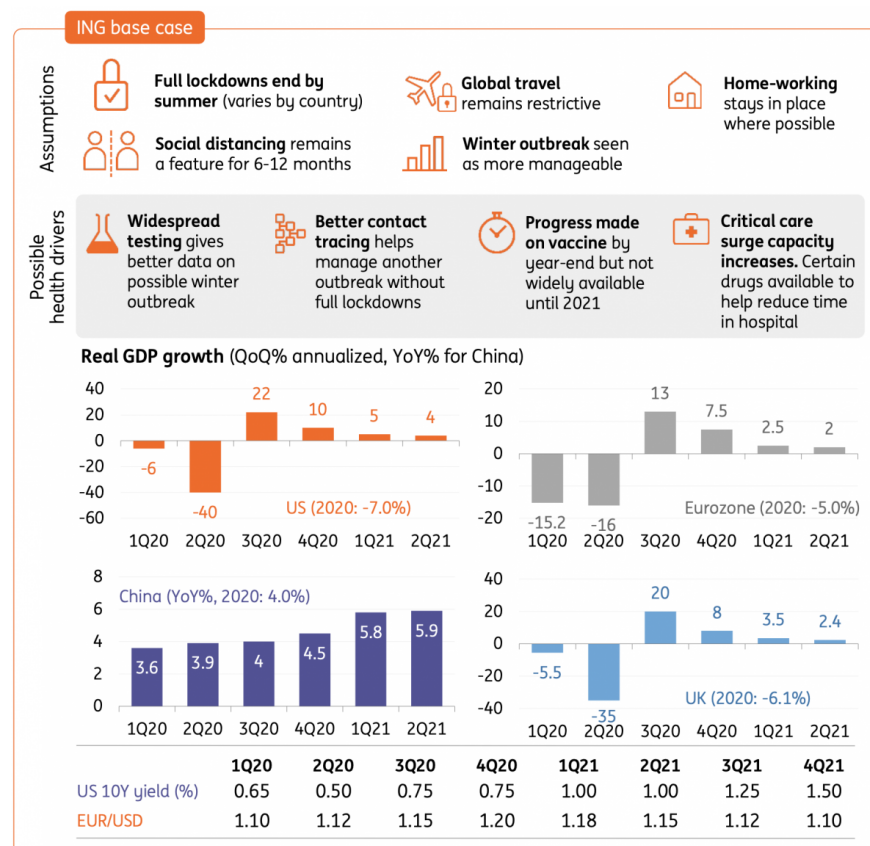 ING base case
Assumptions
Full lockdowns end by
summer (varies by country)
Global travel
remains restrictive
Home-working
stays in place
where possible
Social distancing remains
a feature for 6-12 months
Winter outbreak seen
as more manageable
Possible
health drivers
Widespread
testing gives
better data on
possible winter
outbreak
Better contact
tracing helps
manage another
outbreak without
full lockdowns
Progress made
on vaccine by
year-end but not
widely available
until 2021
Critical care
surge capacity
increases. Certain
drugs available to
help reduce time
in hospital
Real GDP growth (QoQ% annualized, YoY% for China)
40
20
0
-20
-40
-60
-6
-40
22
10
5
4
US (2020: -7.0%)
1Q20 2Q20 3Q20 4Q20 1Q21 2Q21
20
10
0
-10
-20
-15.2
-16
13
7.5
2.5
2
Eurozone (2020: -5.0%)
1Q20 2Q20 3Q20 4Q20 1Q21 2Q21
8
6
4
2
0
China (YoY%, 2020: 4.0%)
3.6
3.9
4
4.5
5.8
5.9
1Q20 2Q20 3Q20 4Q20 1Q21 2Q21
40
20
0
-20
-40
-5.5
-35
20
8
3.5
2.4
UK (2020: -6.1%)
1Q20 2Q20 3Q20 4Q20 1Q21 2Q21
1Q20 2Q20 3Q20 4Q20 1Q21 2Q21 3Q21 4Q21
US 10Y yield (%) 0.65 0.50 0.75 0.75 1.00 1.00 1.25 1.50
EUR/USD 1.10 1.12 1.15 1.20 1.18 1.15 1.12 1.10